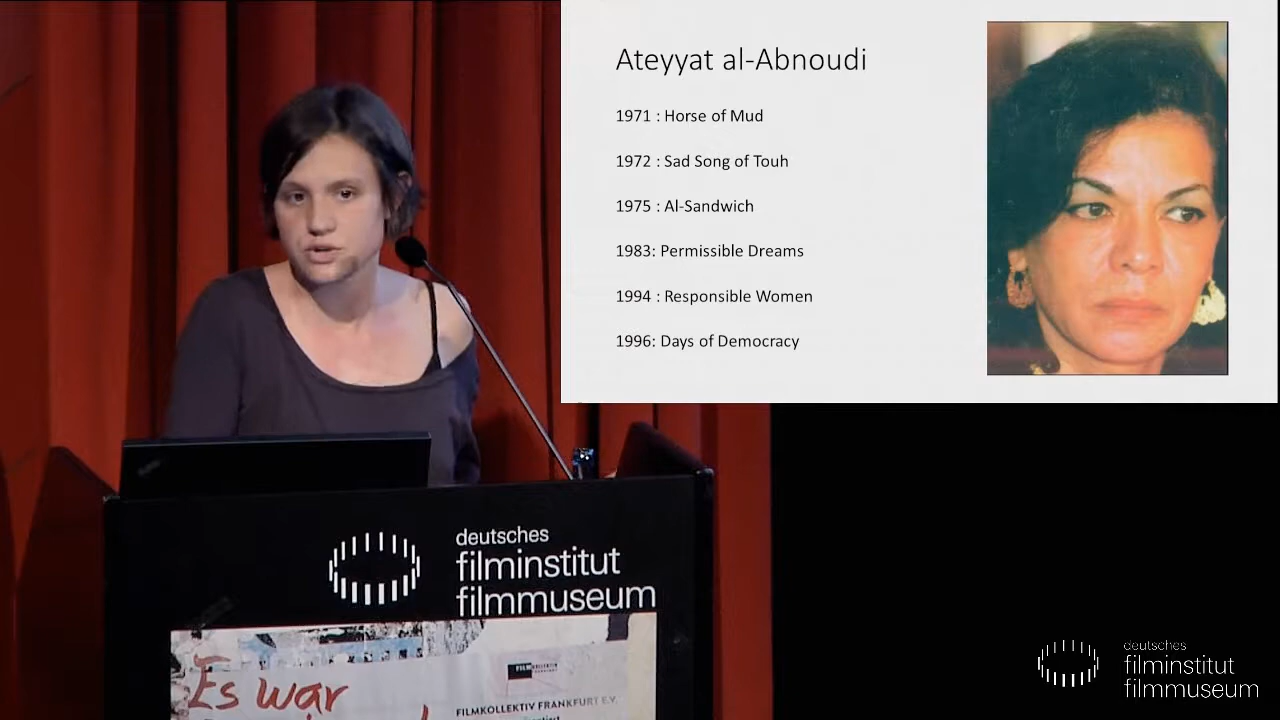 Ateyyat al-Abnoudi
1971 : Horse of Mud
1972 : Sad Song of Touh
1975 : Al-Sandwich
1983: Permissible Dreams
1994 : Responsible Women
1996: Days of Democracy
deutsches
filminstitut
filmmuseum
Es war
FILMKOLLEKTIV FRANKFURT E.V.
deutsches
filminstitut
filmmuseum